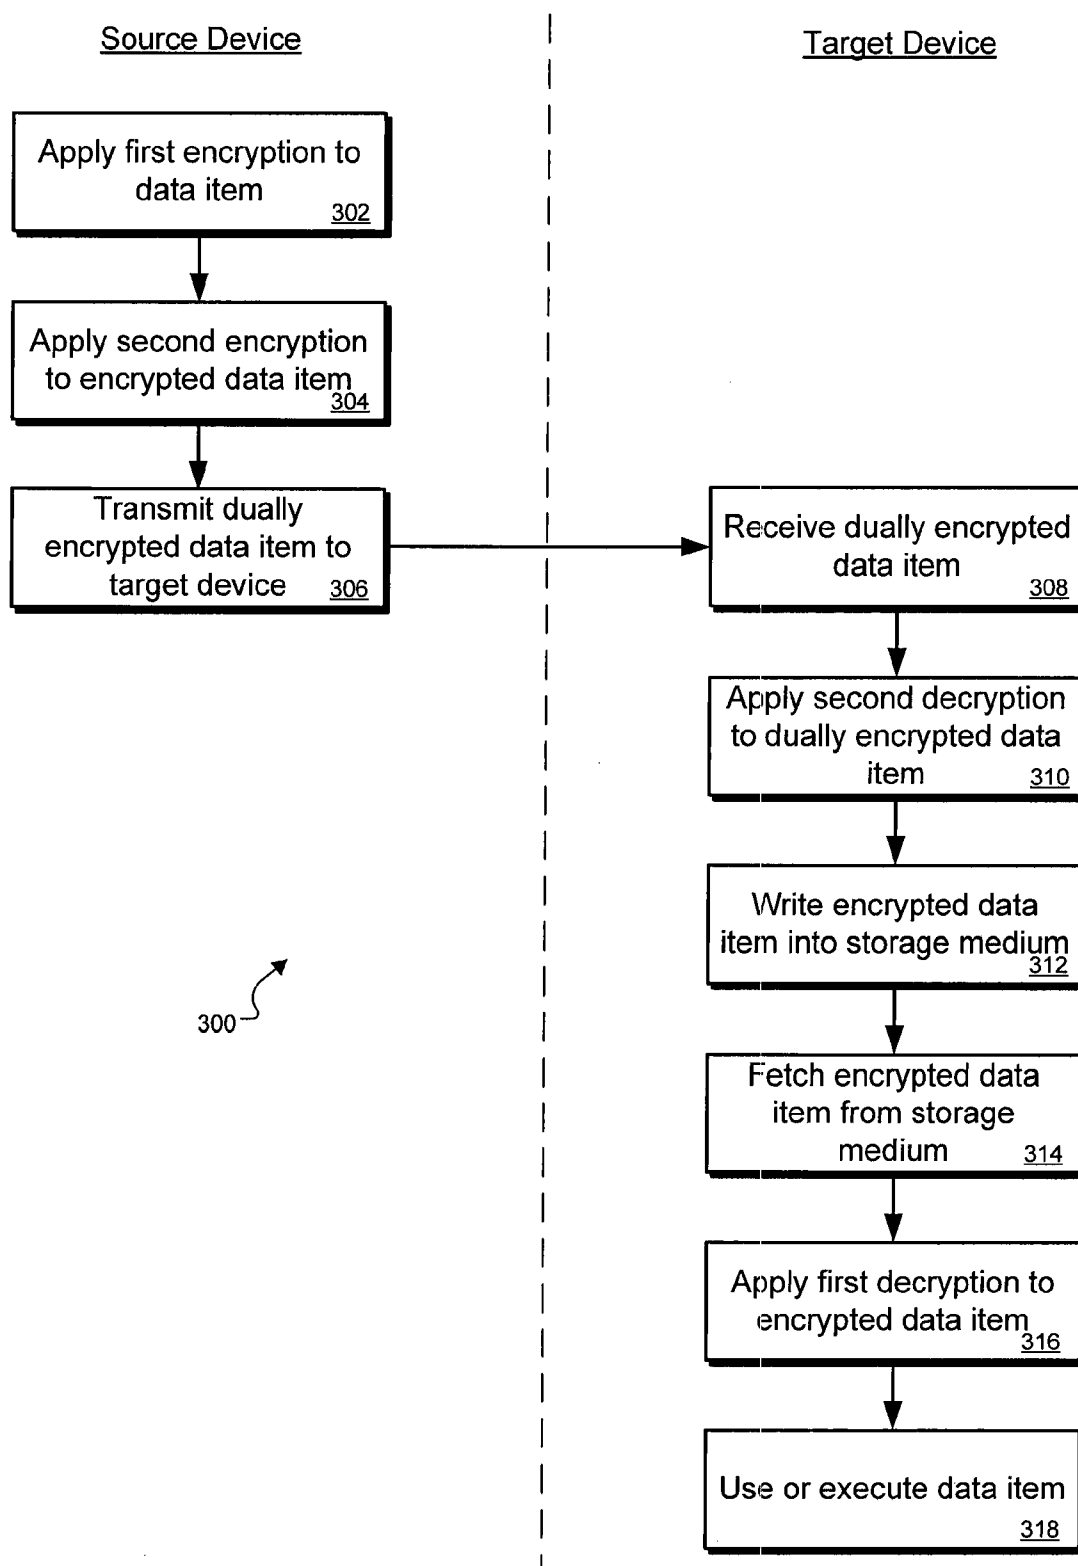 Source Device
Target Device
Apply first encryption to
data item
302
Apply second encryption
to encrypted data item
304
Transmit dually
encrypted data item to
target device
306
Receive dually encrypted
data item
308
Apply second decryption
to dually encrypted data
item
310
Write encrypted data
item into storage medium
312
Fetch encrypted data
item from storage
medium
314
Apply first decryption to
encrypted data item
316
Use or execute data item
318
300